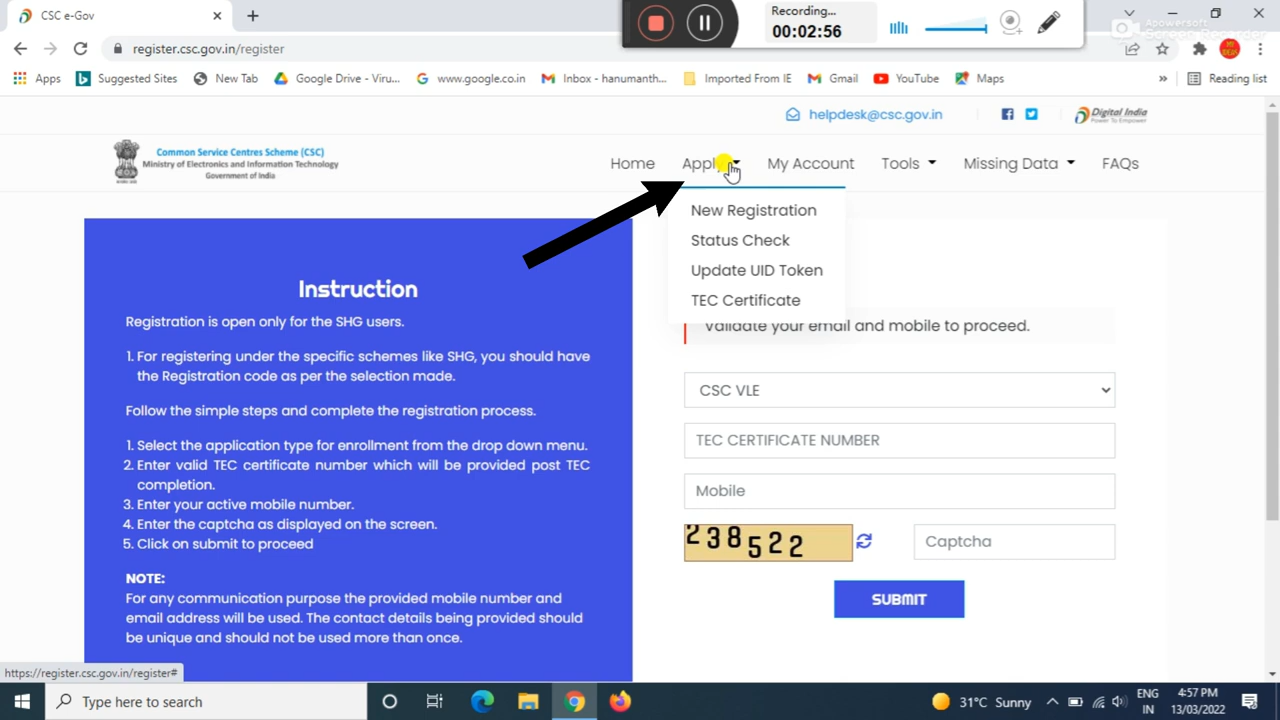 CSC e-Gov
Recording...
00:02:56
Apowersoft
Screen Recorder
register.csc.gov.in/register
Apps
Suggested Sites
New Tab
Google Drive - Viru...
www.google.co.in
Inbox - hanumanth...
Imported From IE
Gmail
YouTube
Maps
»
Reading list
helpdesk@csc.gov.in
Digital India
Power To Empower
Common Service Centres Scheme (CSC)
Ministry of Electronics and Information Technology
Government of India
Home
Apply
My Account
Tools
Missing Data
FAQs
New Registration
Status Check
Update UID Token
TEC Certificate
Instruction
Registration is open only for the SHG users.
1. For registering under the specific schemes like SHG, you should have
the Registration code as per the selection made.
Follow the simple steps and complete the registration process.
1. Select the application type for enrollment from the drop down menu.
2. Enter valid TEC certificate number which will be provided post TEC
completion.
3. Enter your active mobile number.
4. Enter the captcha as displayed on the screen.
5. Click on submit to proceed
NOTE:
For any communication purpose the provided mobile number and
email address will be used. The contact details being provided should
be unique and should not be used more than once.
Validate your email and mobile to proceed.
CSC VLE
TEC CERTIFICATE NUMBER
Mobile
238522
Captcha
SUBMIT
https://register.csc.gov.in/register#
Type here to search
31°C Sunny
ENG
IN
4:57 PM
13/03/2022